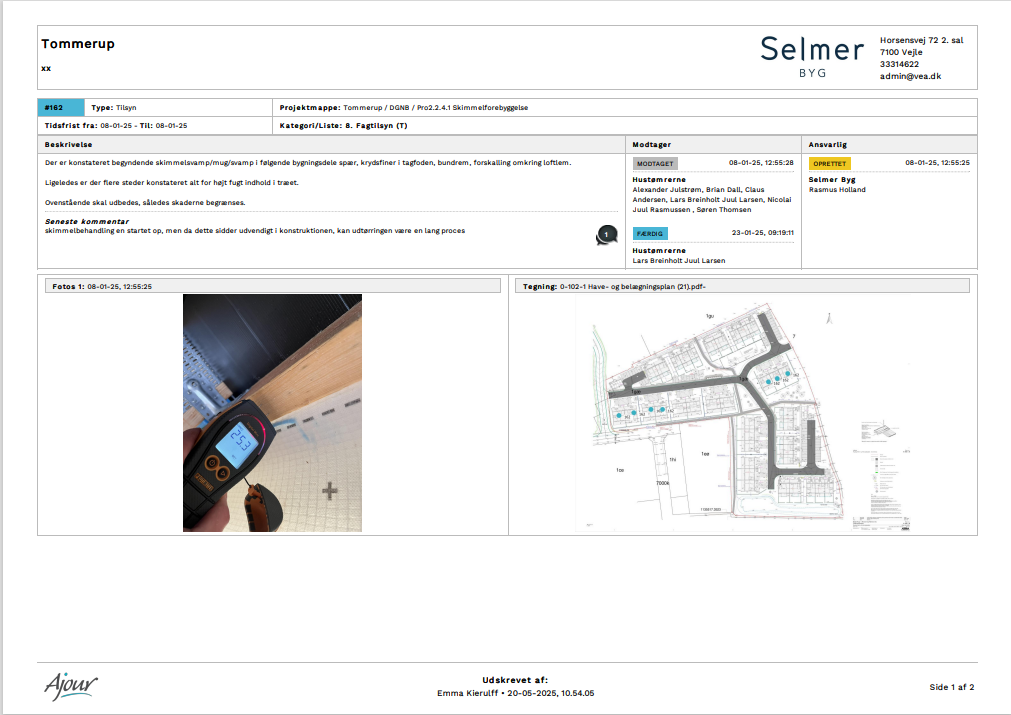 Tommerup
xx
Selmer
BYG
Horsensvej 72 2. sal
7100 Vejle
33314622
admin@vea.dk
#162
Type: Tilsyn
Projektmappe: Tommerup / DGNB / Pro2.2.4.1 Skimmelforebyggelse
Tidsfrist fra: 08-01-25 - Til: 08-01-25
Kategori/Liste: 8. Fagtilsyn (T)
Beskrivelse
Der er konstateret begyndende skimmelsvamp/mug/svamp i følgende bygningsdele spær, krydsfiner i tagfoden, bundrem, forskalling omkring loftlem.
Ligeledes er der flere steder konstateret alt for højt fugt indhold i træet.
Ovenstående skal udbedes, således skaderne begrænses.
Seneste kommentar
skimmelbehandling en startet op, men da dette sidder udvendigt i konstruktionen, kan udtørringen være en lang proces
1
Modtager
MODTAGET 08-01-25, 12:55:28
Hustømrerne
Alexander Julstrøm, Brian Dall, Claus
Andersen, Lars Breinholt Juul Larsen, Nicolai
Juul Rasmussen , Søren Thomsen
FÆRDIG 23-01-25, 09:19:11
Hustømrerne
Lars Breinholt Juul Larsen
Ansvarlig
OPRETTET 08-01-25, 12:55:25
Selmer Byg
Rasmus Holland
Fotos 1: 08-01-25, 12:55:25
25.3
Tegning: 0-102-1 Have- og belægningsplan (21).pdf-
1gu
1ce
1fd
7000k
Ajour
Udskrevet af:
Emma Kierulff • 20-05-2025, 10.54.05
Side 1 af 2